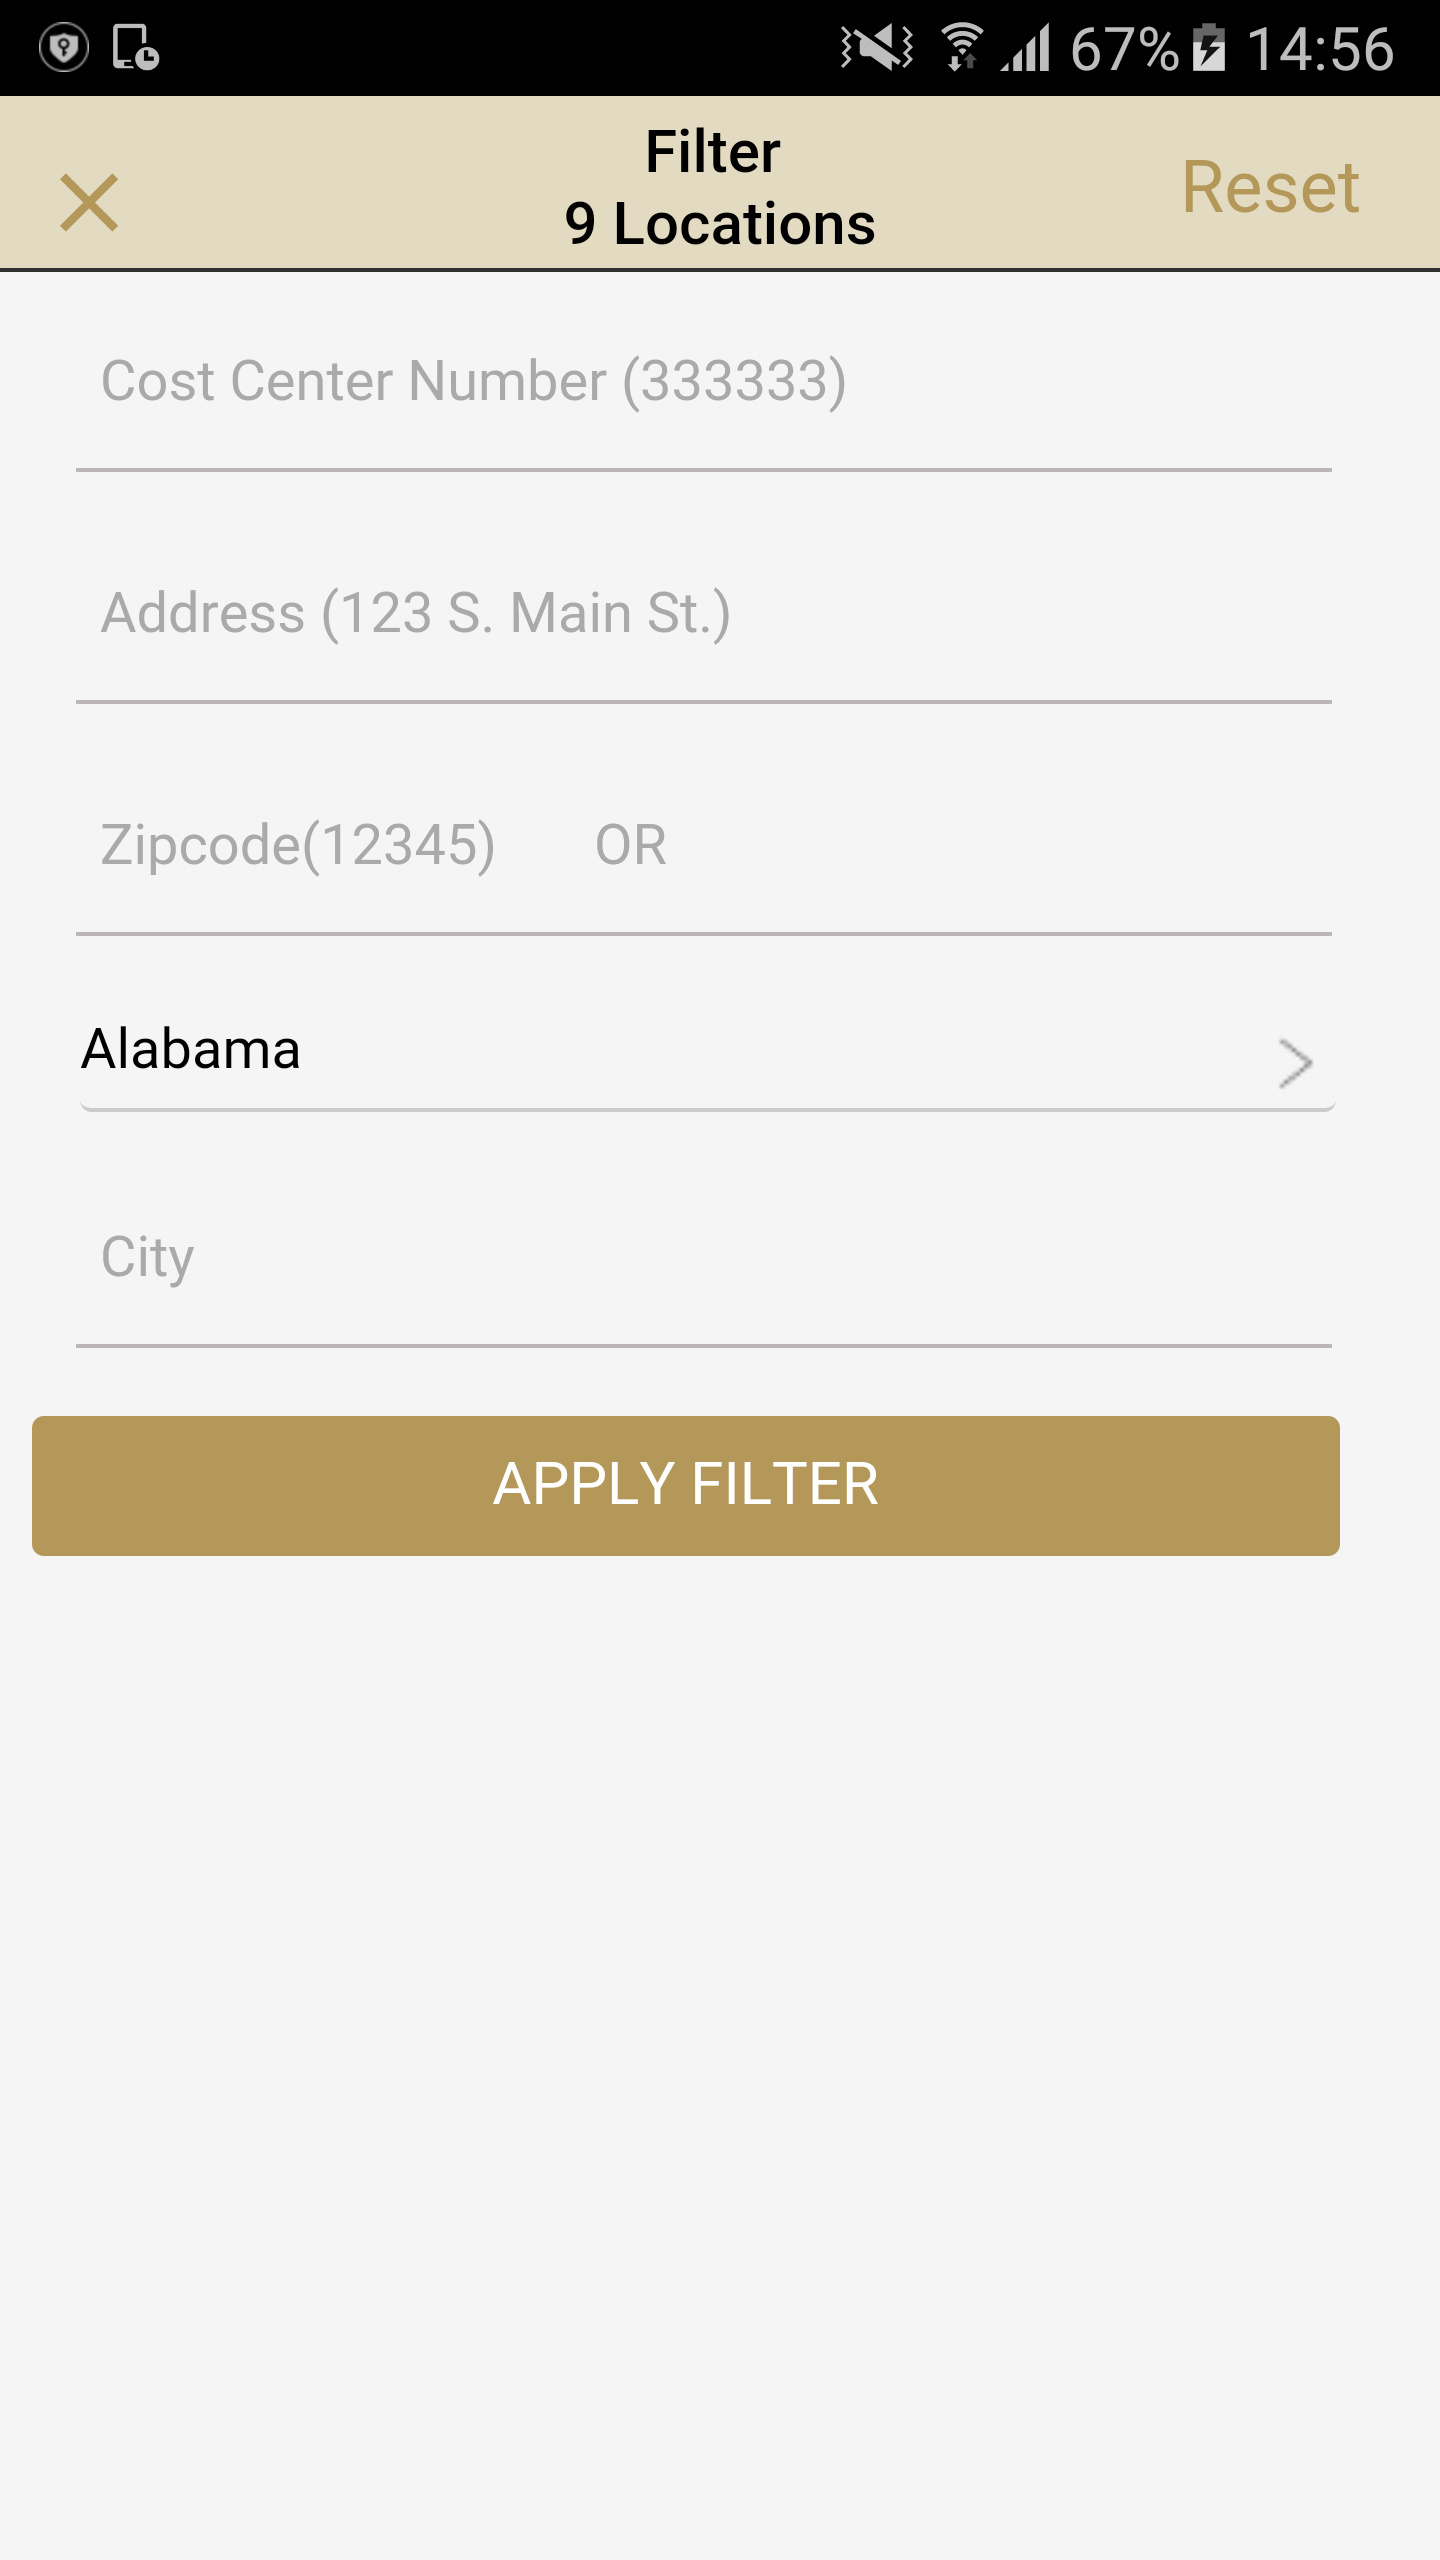 67% 14:56
Filter
9 Locations
Reset
Cost Center Number (333333)
Address (123 S. Main St.)
Zipcode(12345) OR
Alabama
City
APPLY FILTER